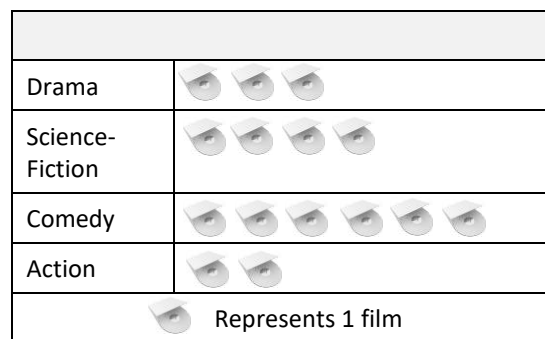 Drama
Science-
Fiction
Comedy
Action
Represents 1 film